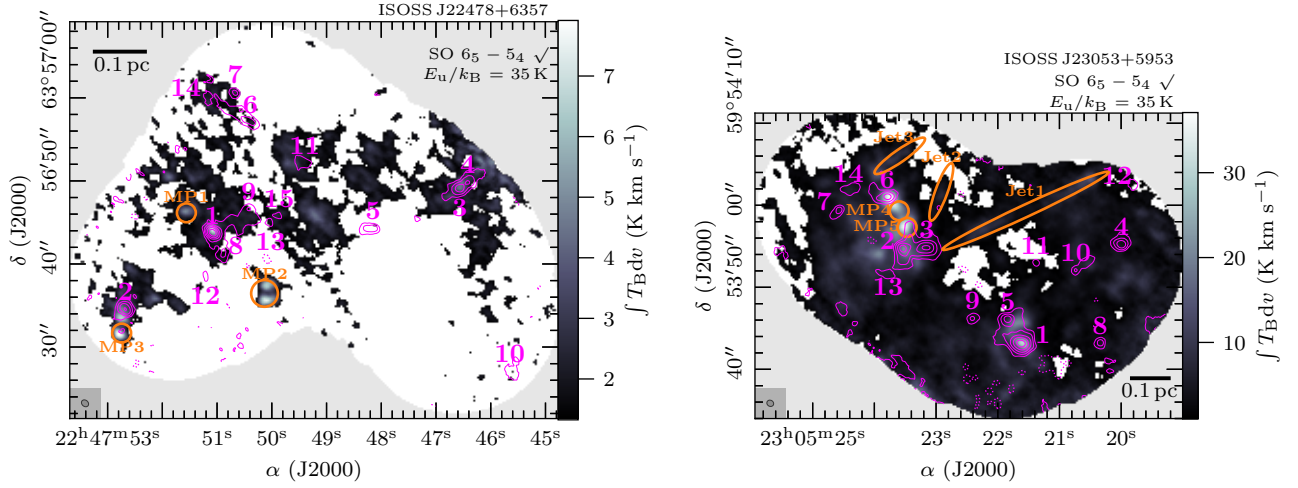 ISOSS J22478+6357
SO 6₅ − 5₄ √
E_u/k_B = 35 K
0.1 pc
63° 57′ 00″
56′ 50″
40″
30″
δ (J2000)
14
7
6
11
4
3
9
15
5
MP1
1
8
13
MP2
12
2
MP3
10
22ʰ47ᵐ53ˢ
51ˢ
50ˢ
49ˢ
48ˢ
47ˢ
46ˢ
45ˢ
α (J2000)
7
6
5
4
3
2
∫ T_B dv (K km s⁻¹)
ISOSS J23053+5953
SO 6₅ − 5₄ √
E_u/k_B = 35 K
59° 54′ 10″
00″
53′ 50″
40″
δ (J2000)
Jet3
Jet2
Jet1
12
14
6
7
MP4
MP5
2
3
4
11
10
13
9
5
1
8
0.1 pc
23ʰ05ᵐ25ˢ
23ˢ
22ˢ
21ˢ
20ˢ
α (J2000)
30
20
10
∫ T_B dv (K km s⁻¹)